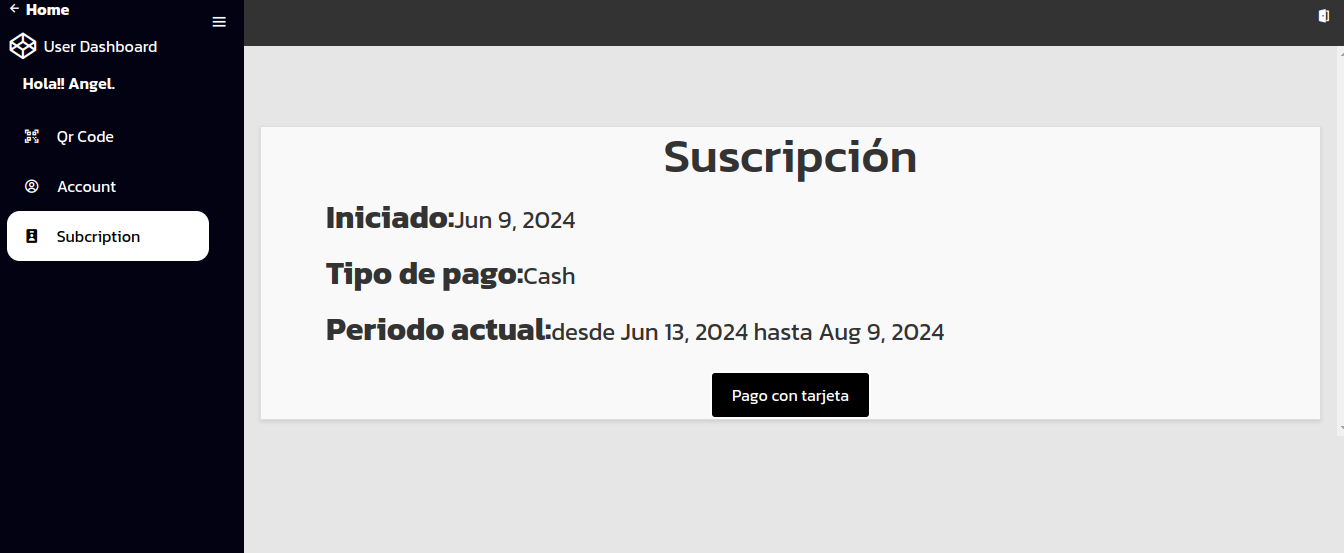 Home
User Dashboard
Hola!! Angel.
Qr Code
Account
Subcription
Suscripción
Iniciado:Jun 9, 2024
Tipo de pago:Cash
Periodo actual:desde Jun 13, 2024 hasta Aug 9, 2024
Pago con tarjeta